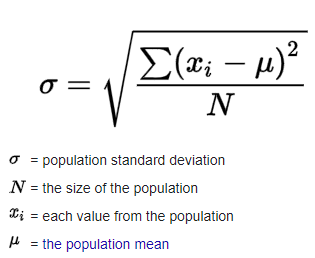 σ = √(∑(xᵢ − μ)² / N)
σ = population standard deviation
N = the size of the population
xᵢ = each value from the population
μ = the population mean